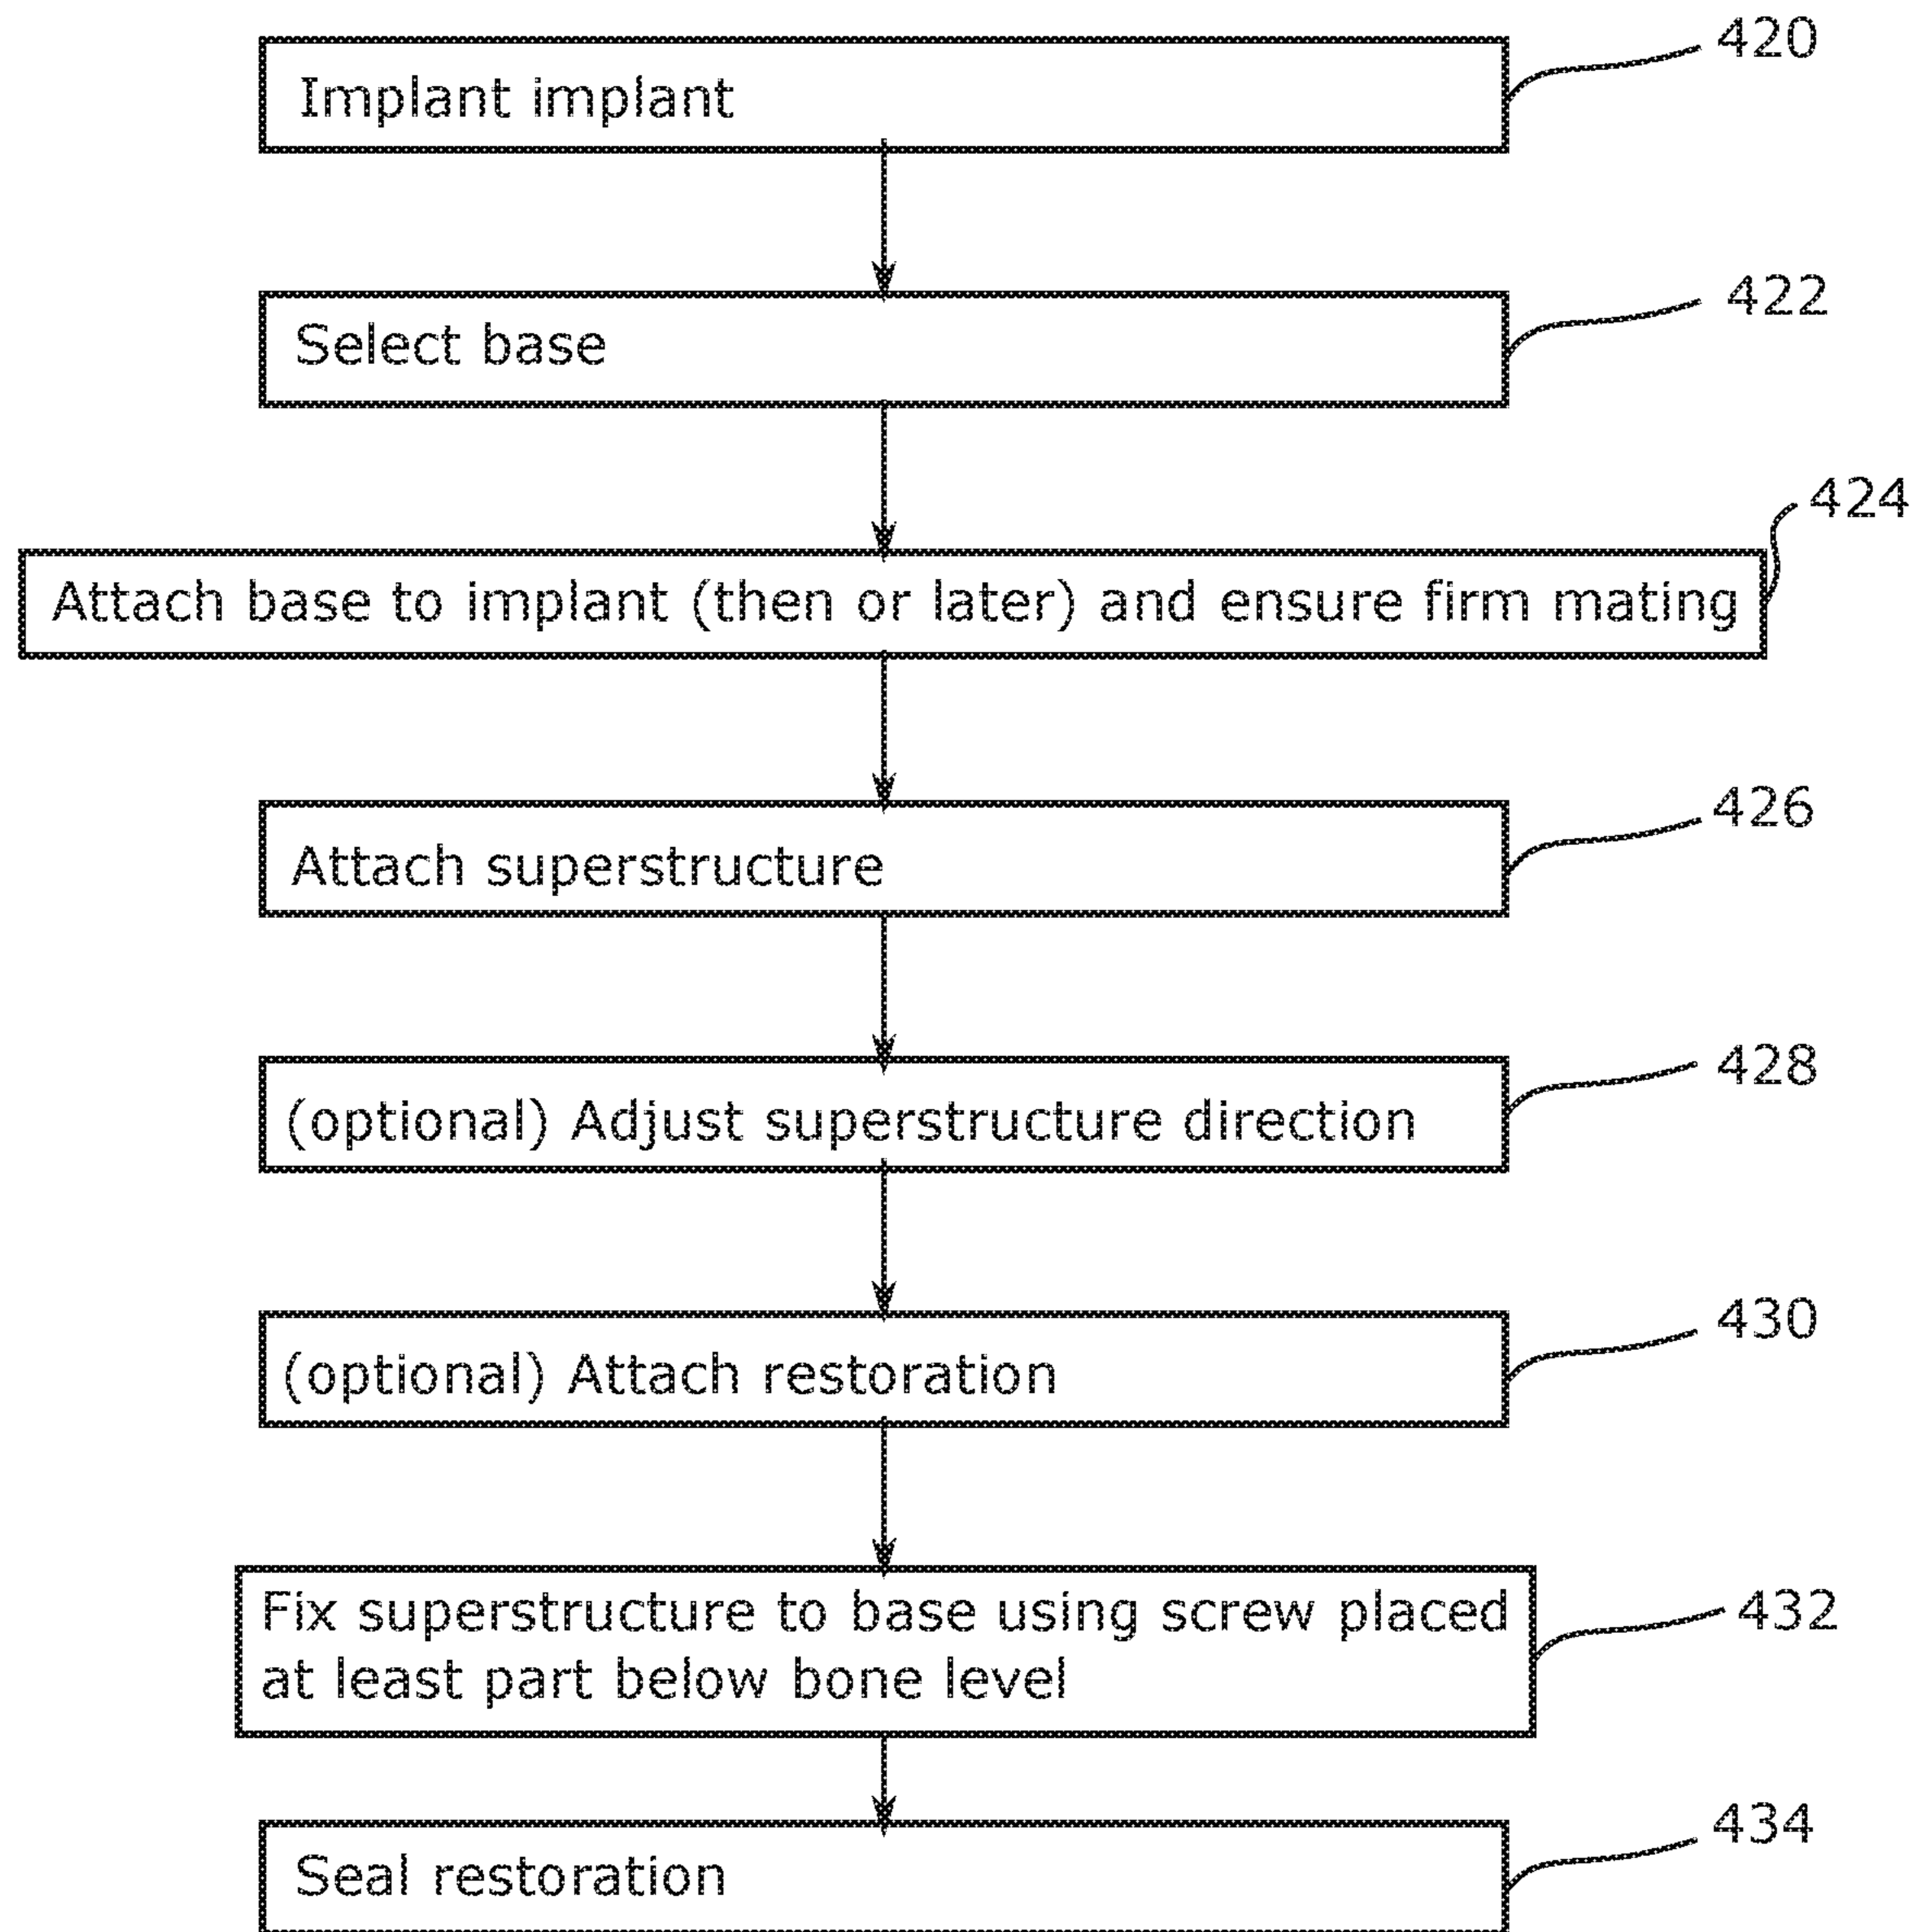 420
Implant implant
422
Select base
424
Attach base to implant (then or later) and ensure firm mating
426
Attach superstructure
428
(optional) Adjust superstructure direction
430
(optional) Attach restoration
432
Fix superstructure to base using screw placed
at least part below bone level
434
Seal restoration